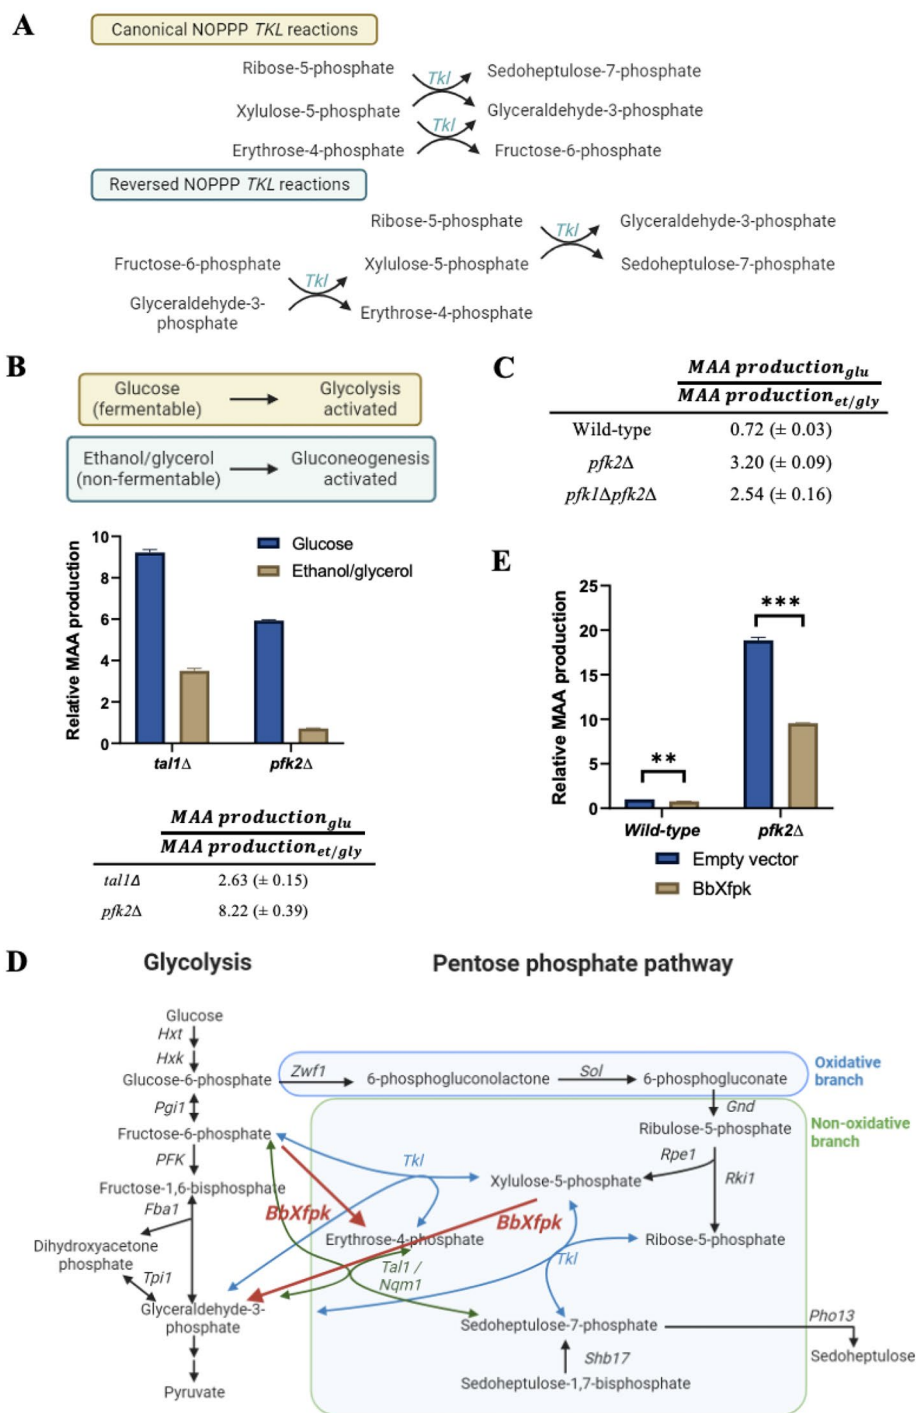 A
Canonical NOPPP TKL reactions
Ribose-5-phosphate Tkl Sedoheptulose-7-phosphate
Xylulose-5-phosphate Glyceraldehyde-3-phosphate
Tkl
Erythrose-4-phosphate Fructose-6-phosphate
Reversed NOPPP TKL reactions
Ribose-5-phosphate Tkl Glyceraldehyde-3-phosphate
Fructose-6-phosphate Tkl Xylulose-5-phosphate Sedoheptulose-7-phosphate
Glyceraldehyde-3-
phosphate
Erythrose-4-phosphate
B
Glucose
(fermentable)
Glycolysis
activated
Ethanol/glycerol
(non-fermentable)
Gluconeogenesis
activated
Relative MAA production
10
8
6
4
2
0
Glucose
Ethanol/glycerol
tal1Δ pfk2Δ
MAA production glu
MAA production et/gly
tal1Δ 2.63 (± 0.15)
pfk2Δ 8.22 (± 0.39)
C
MAA production glu
MAA production et/gly
Wild-type 0.72 (± 0.03)
pfk2Δ 3.20 (± 0.09)
pfk1Δpfk2Δ 2.54 (± 0.16)
E
Relative MAA production
25
20
15
10
5
0
**
***
Wild-type pfk2Δ
Empty vector
BbXfpk
D
Glycolysis
Pentose phosphate pathway
Glucose
Hxt
Hxk
Glucose-6-phosphate
Zwf1
6-phosphogluconolactone
Sol
6-phosphogluconate
Oxidative
branch
Pgi1
Gnd
Non-oxidative
branch
Fructose-6-phosphate
Ribulose-5-phosphate
PFK
Tkl
Rpe1
Rki1
Fructose-1,6-bisphosphate
Xylulose-5-phosphate
Fba1
BbXfpk
BbXfpk
Dihydroxyacetone
phosphate
Erythrose-4-phosphate
Ribose-5-phosphate
Tpi1
Tal1 /
Nqm1
Tkl
Glyceraldehyde-3-
phosphate
Sedoheptulose-7-phosphate
Pho13
Sedoheptulose
Shb17
Pyruvate
Sedoheptulose-1,7-bisphosphate